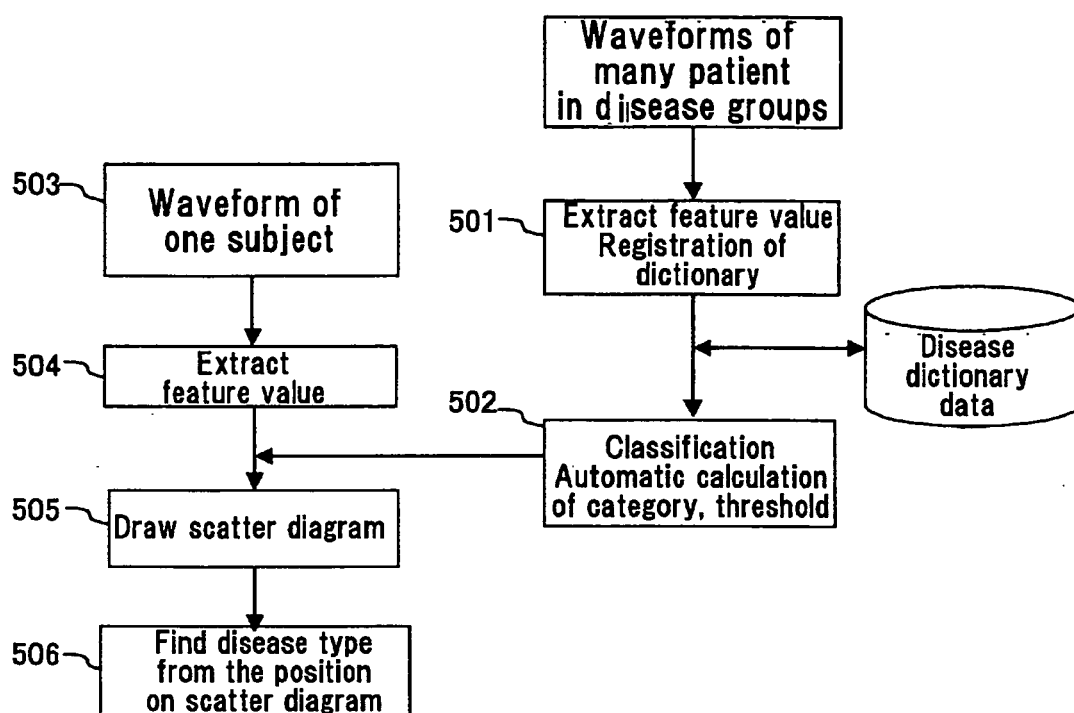 Waveforms of
many patient
in disease groups
503
Waveform of
one subject
501
Extract feature value
Registration of
dictionary
504
Extract
feature value
Disease
dictionary
data
502
Classification
Automatic calculation
of category, threshold
505
Draw scatter diagram
506
Find disease type
from the position
on scatter diagram